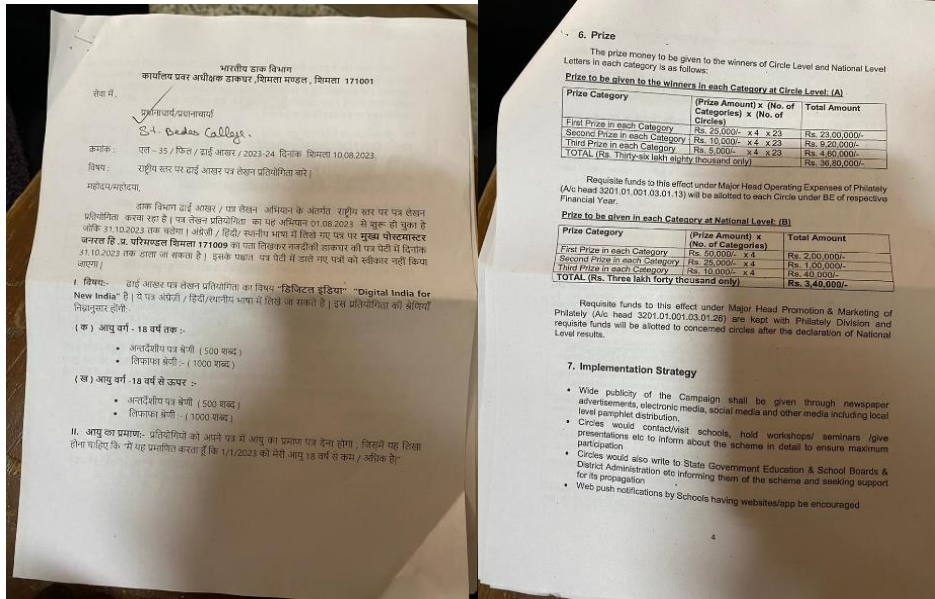 भारतीय डाक विभाग
कार्यालय प्रवर अधीक्षक डाकघर ,शिमला मण्डल , शिमला 171001
सेवा में ,
प्रधानाचार्य/प्रधानाचार्या
St. Bedes College.
क्रमांक : एल – 35 / फिल / ढाई आखर / 2023-24 दिनांक शिमला 10.08.2023.
विषय : राष्ट्रीय स्तर पर ढाई आखर पत्र लेखन प्रतियोगिता बारे |
महोदय/महोदया,
डाक विभाग ढाई आखर / पत्र लेखन अभियान के अंतर्गत राष्ट्रीय स्तर पर पत्र लेखन
प्रतियोगिता करवा रहा है | पत्र लेखन प्रतियोगिता का यह अभियान 01.08.2023 से शुरू हो चुका है
जोकि 31.10.2023 तक चलेगा | अंग्रेजी / हिंदी/ स्थानीय भाषा में लिखे गए पत्र पर मुख्य पोस्टमास्टर
जनरल हि .प्र. परिमण्डल शिमला 171009 का पता लिखकर नजदीकी डाकघर की पत्र पेटी में दिनांक
31.10.2023 तक डाला जा सकता है | इसके पश्चात पत्र पेटी में डाले गए पत्रों को स्वीकार नहीं किया
जाएगा |
I. विषय:- ढाई आखर पत्र लेखन प्रतियोगिता का विषय "डिजिटल इंडिया" "Digital India for
New India" है | ये पत्र अंग्रेजी / हिंदी/स्थानीय भाषा में लिखे जा सकते है | इस प्रतियोगिता की श्रेणियाँ
निम्नानुसार होंगी:-
( क ) आयु वर्ग - 18 वर्ष तक :-
• अन्तर्देशीय पत्र श्रेणी ( 500 शब्द )
• लिफाफा श्रेणी :- ( 1000 शब्द )
( ख ) आयु वर्ग -18 वर्ष से ऊपर :-
• अन्तर्देशीय पत्र श्रेणी ( 500 शब्द )
• लिफाफा श्रेणी :- ( 1000 शब्द )
II. आयु का प्रमाण:- प्रतियोगियों को अपने पत्र में आयु का प्रमाण पत्र देना होगा ; जिसमें यह लिखा
होना चाहिए कि "मैं यह प्रमाणित करता हूँ कि 1/1/2023 को मेरी आयु 18 वर्ष से कम / अधिक है|"
6. Prize
The prize money to be given to the winners of Circle Level and National Level
Letters in each category is as follows:
Prize to be given to the winners in each Category at Circle Level: (A)
Prize Category (Prize Amount) x (No. of Categories) x (No. of Circles) Total Amount
First Prize in each Category Rs. 25,000/- x 4 x 23 Rs. 23,00,000/-
Second Prize in each Category Rs. 10,000/- x 4 x 23 Rs. 9,20,000/-
Third Prize in each Category Rs. 5,000/- x 4 x 23 Rs. 4,60,000/-
TOTAL (Rs. Thirty-six lakh eighty thousand only) Rs. 36,80,000/-
Requisite funds to this effect under Major Head Operating Expenses of Philately
(A/c head 3201.01.001.03.01.13) will be allotted to each Circle under BE of respective
Financial Year.
Prize to be given in each Category at National Level: (B)
Prize Category (Prize Amount) x (No. of Categories) Total Amount
First Prize in each Category Rs. 50,000/- x 4 Rs. 2,00,000/-
Second Prize in each Category Rs. 25,000/- x 4 Rs. 1,00,000/-
Third Prize in each Category Rs. 10,000/- x 4 Rs. 40,000/-
TOTAL (Rs. Three lakh forty thousand only) Rs. 3,40,000/-
Requisite funds to this effect under Major Head Promotion & Marketing of
Philately (A/c head 3201.01.001.03.01.26) are kept with Philately Division and
requisite funds will be allotted to concerned circles after the declaration of National
Level results.
7. Implementation Strategy
• Wide publicity of the Campaign shall be given through newspaper
advertisements, electronic media, social media and other media including local
level pamphlet distribution.
• Circles would contact/visit schools, hold workshops/ seminars /give
presentations etc to inform about the scheme in detail to ensure maximum
participation
• Circles would also write to State Government Education & School Boards &
District Administration etc informing them of the scheme and seeking support
for its propagation
• Web push notifications by Schools having websites/app be encouraged
4